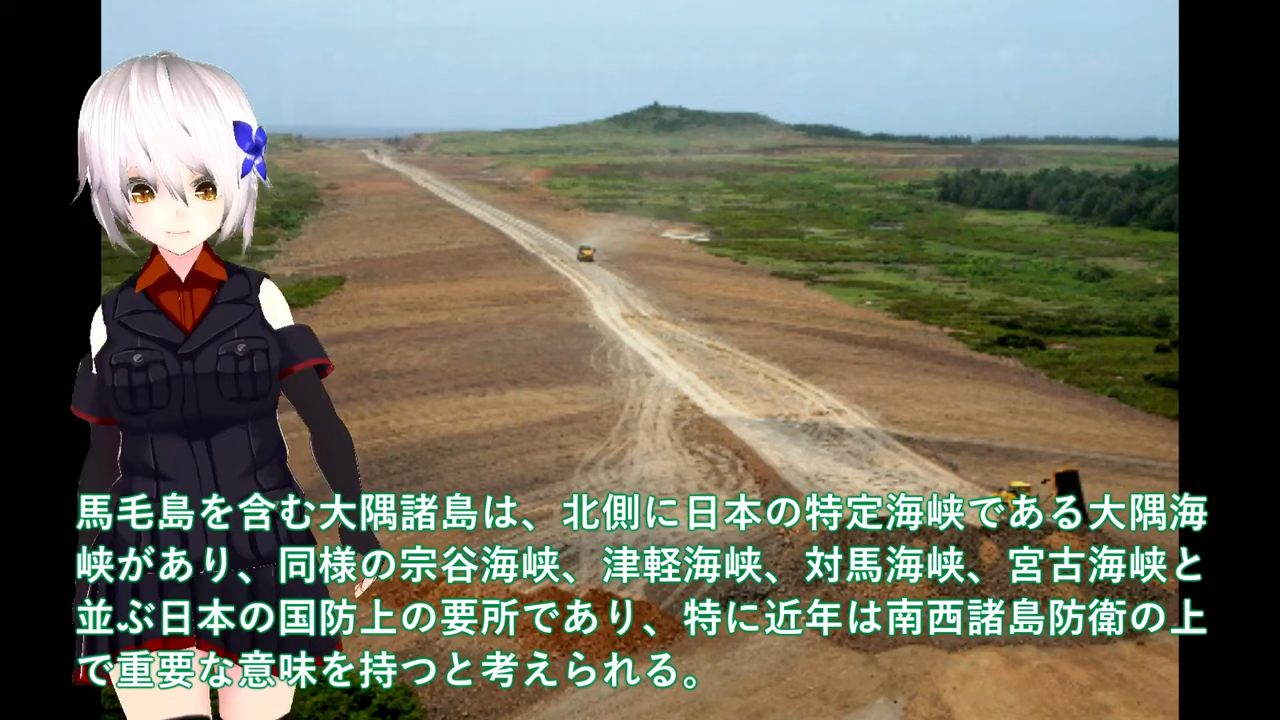 馬毛島を含む大隅諸島は、北側に日本の特定海峡である大隅海
峡があり、同様の宗谷海峡、津軽海峡、対馬海峡、宮古海峡と
並ぶ日本の国防上の要所であり、特に近年は南西諸島防衛の上
で重要な意味を持つと考えられる。